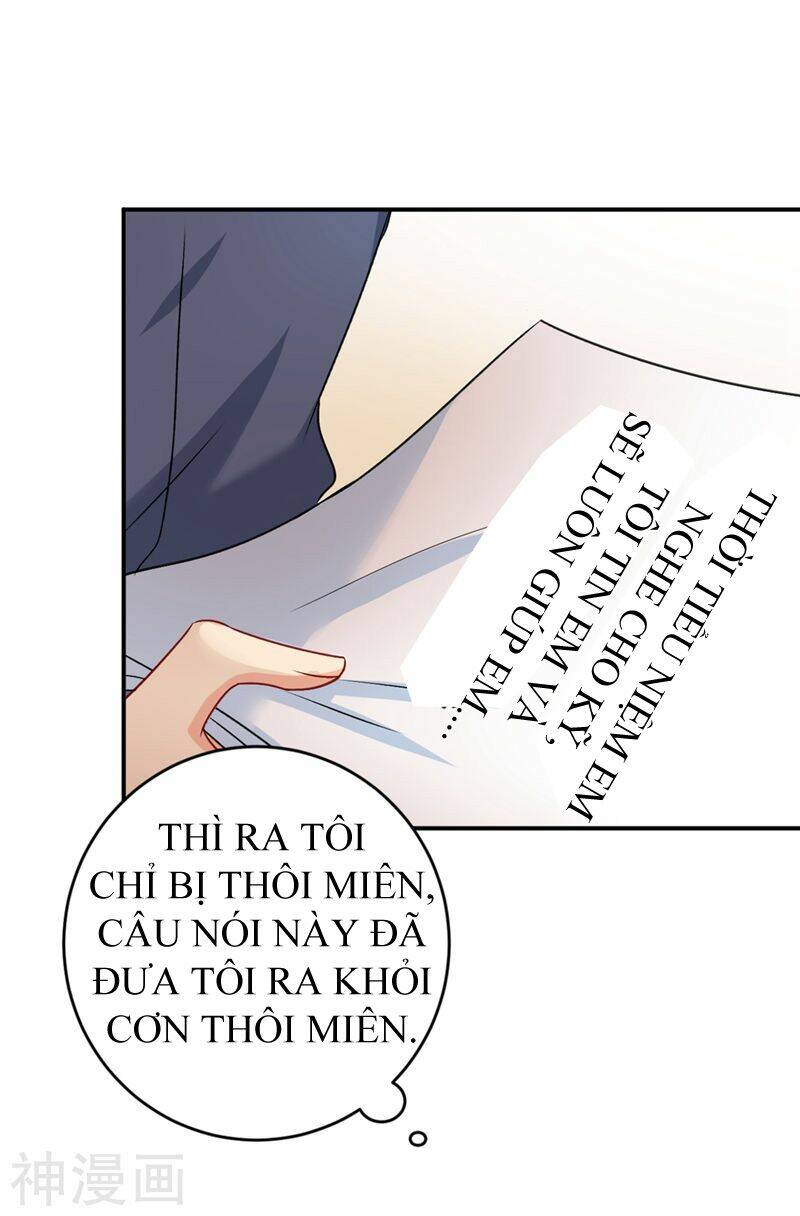 THỜI TIỂU NIỆM EM
NGHE CHO KỸ,
TÔI TIN EM VÀ
SẼ LUÔN GIÚP EM
.....
THÌ RA TÔI
CHỈ BỊ THÔI MIÊN,
CÂU NÓI NÀY ĐÃ
ĐƯA TÔI RA KHỎI
CƠN THÔI MIÊN.
神漫画